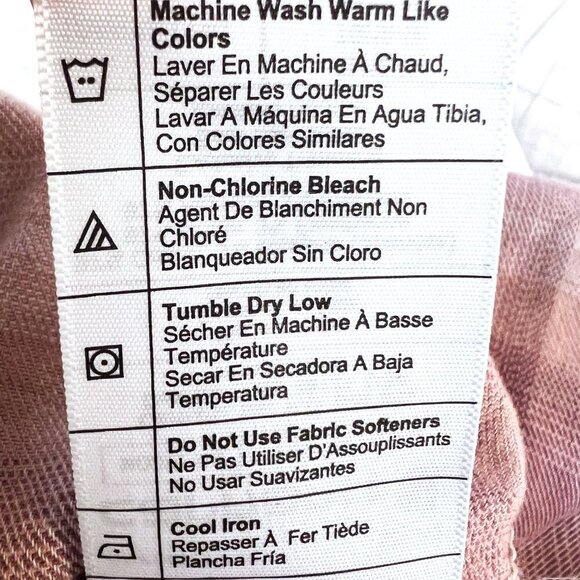 Machine Wash Warm Like
Colors
Laver En Machine À Chaud,
Séparer Les Couleurs
Lavar A Máquina En Agua Tibia,
Con Colores Similares
Non-Chlorine Bleach
Agent De Blanchiment Non
Chloré
Blanqueador Sin Cloro
Tumble Dry Low
Sécher En Machine À Basse
Température
Secar En Secadora A Baja
Temperatura
Do Not Use Fabric Softeners
Ne Pas Utiliser D'Assouplissants
No Usar Suavizantes
Cool Iron
Repasser À Fer Tiède
Plancha Fría